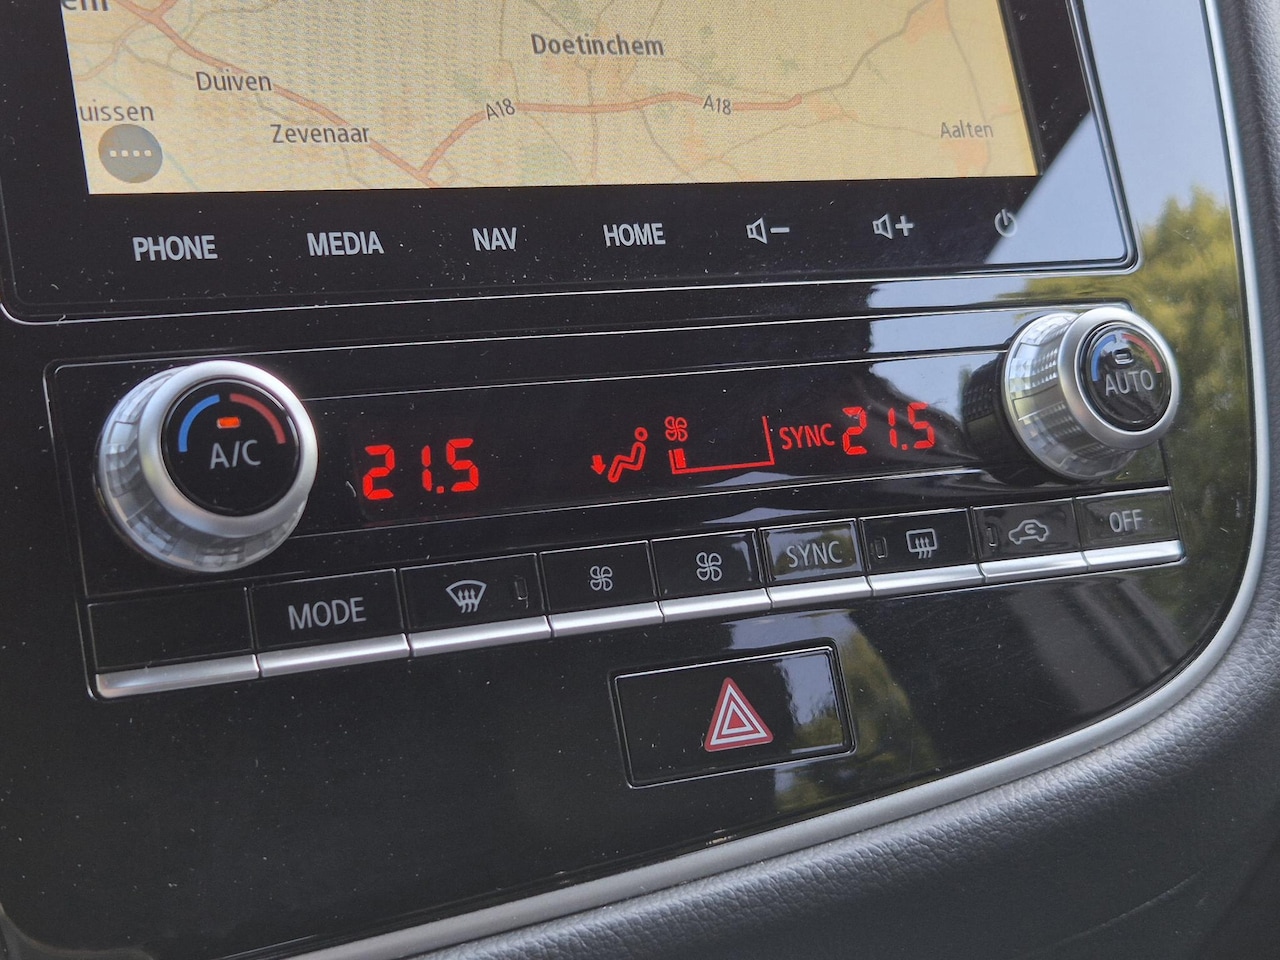 Doetinchem
Duiven
uissen
A18
A18
Zevenaar
Aalten
PHONE
MEDIA
NAV
HOME
A/C
21.5
SYNC
21.5
AUTO
MODE
SYNC
OFF